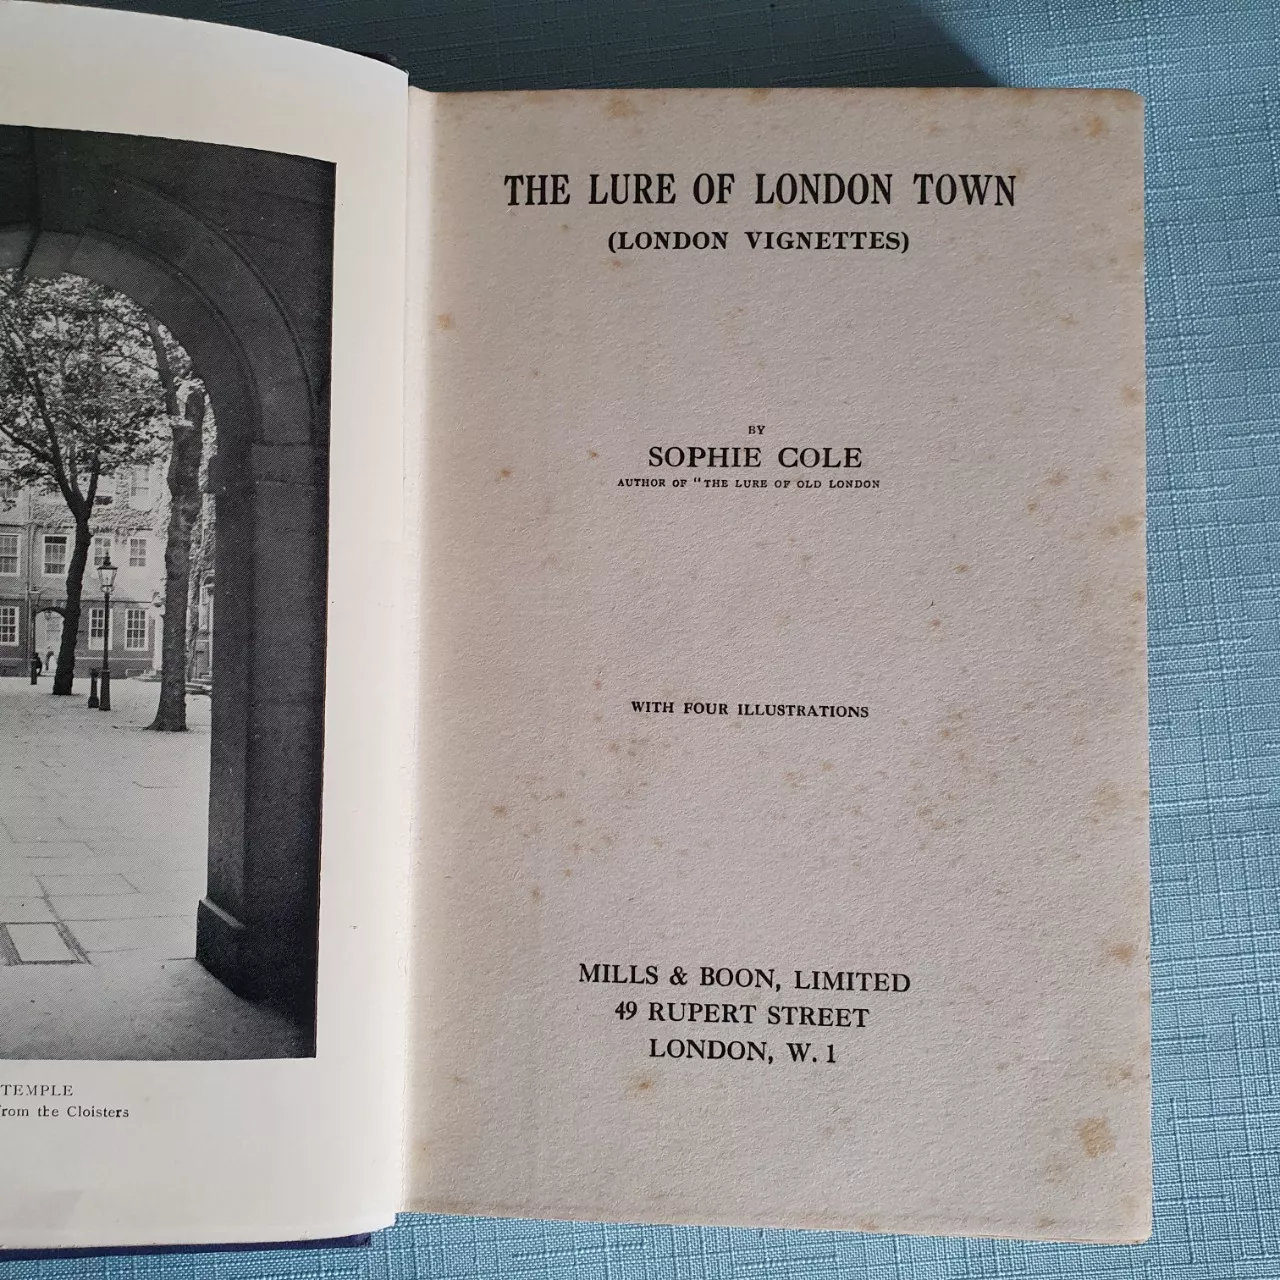 TEMPLE
from the Cloisters
THE LURE OF LONDON TOWN
(LONDON VIGNETTES)
BY
SOPHIE COLE
AUTHOR OF "THE LURE OF OLD LONDON
WITH FOUR ILLUSTRATIONS
MILLS & BOON, LIMITED
49 RUPERT STREET
LONDON, W. 1